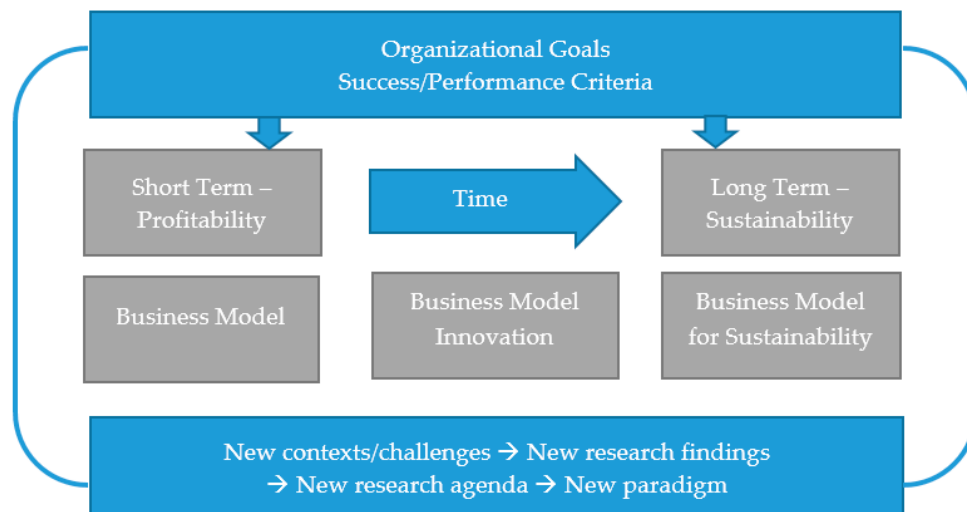 Organizational Goals
Success/Performance Criteria
Short Term –
Profitability
Time
Long Term –
Sustainability
Business Model
Business Model
Innovation
Business Model
for Sustainability
New contexts/challenges → New research findings
→ New research agenda → New paradigm